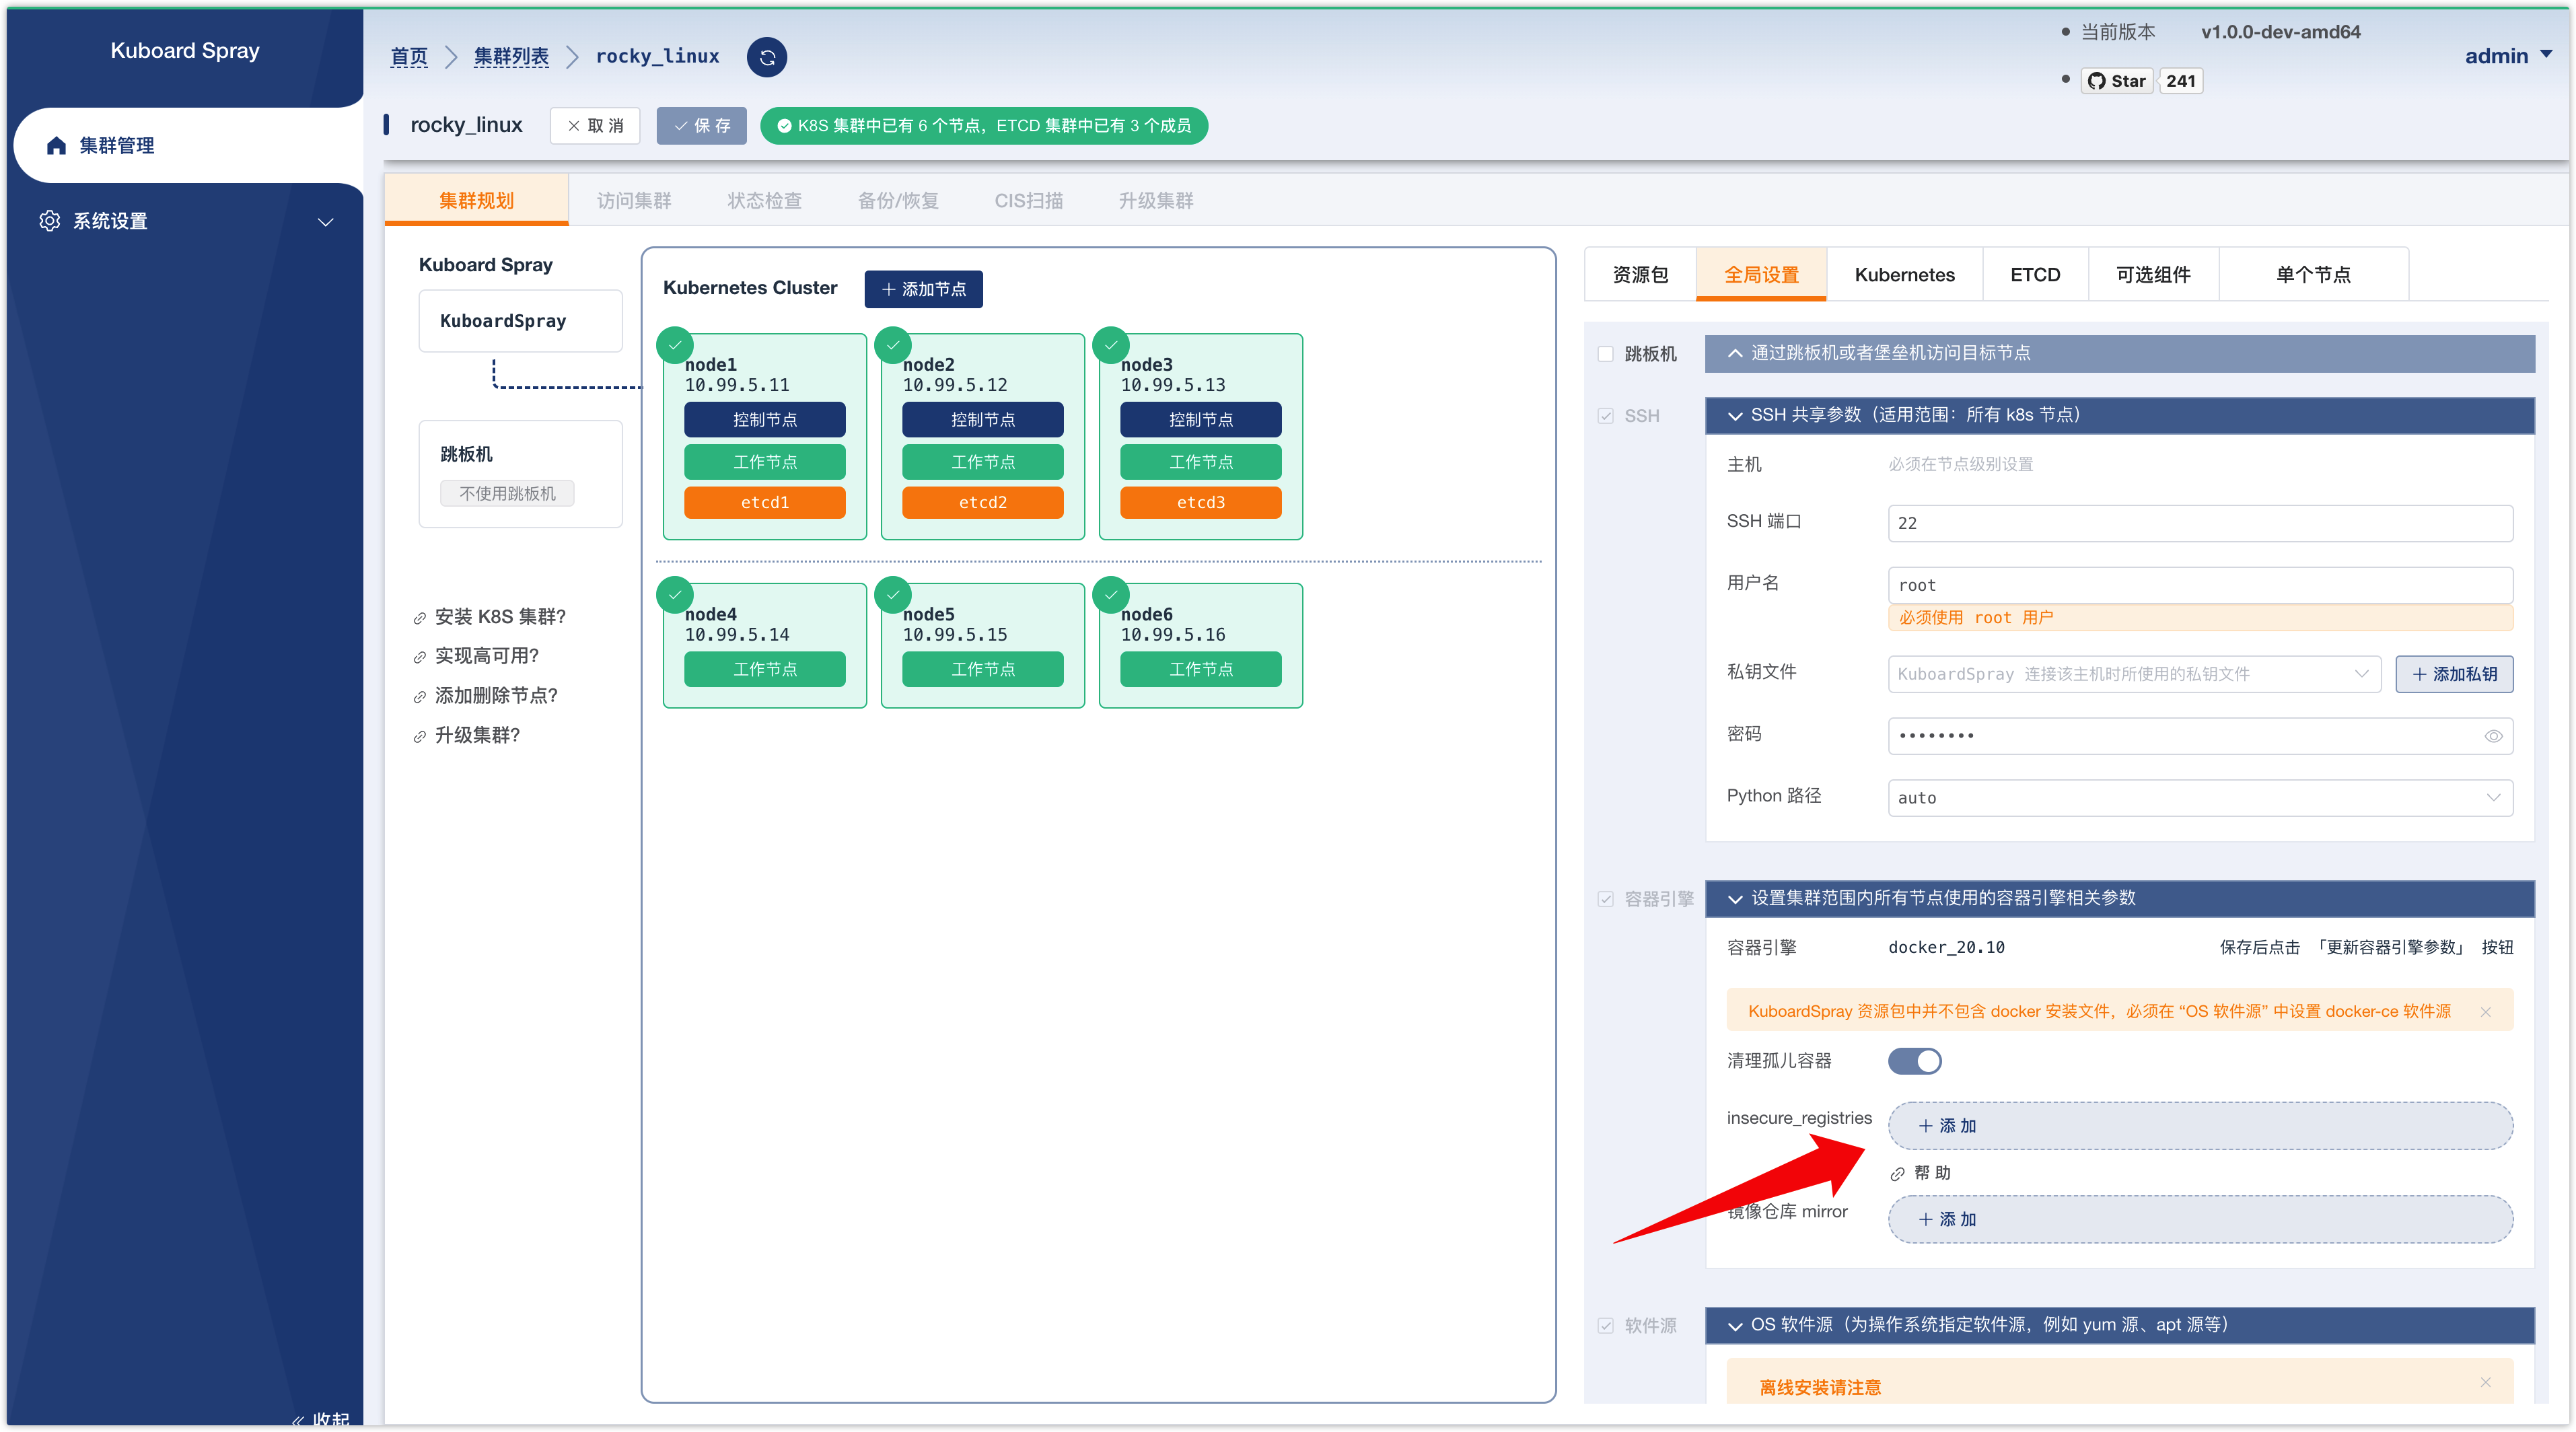 Kuboard Spray
集群管理
系统设置
收起
首页
集群列表
rocky_linux
当前版本 v1.0.0-dev-amd64
Star 241
admin
rocky_linux
取 消
保 存
K8S 集群中已有 6 个节点，ETCD 集群中已有 3 个成员
集群规划
访问集群
状态检查
备份/恢复
CIS扫描
升级集群
Kuboard Spray
KuboardSpray
跳板机
不使用跳板机
安装 K8S 集群?
实现高可用?
添加删除节点?
升级集群?
Kubernetes Cluster
添加节点
node1
10.99.5.11
控制节点
工作节点
etcd1
node2
10.99.5.12
控制节点
工作节点
etcd2
node3
10.99.5.13
控制节点
工作节点
etcd3
node4
10.99.5.14
工作节点
node5
10.99.5.15
工作节点
node6
10.99.5.16
工作节点
资源包
全局设置
Kubernetes
ETCD
可选组件
单个节点
跳板机
通过跳板机或者堡垒机访问目标节点
SSH
SSH 共享参数（适用范围：所有 k8s 节点）
主机
必须在节点级别设置
SSH 端口
22
用户名
root
必须使用 root 用户
私钥文件
KuboardSpray 连接该主机时所使用的私钥文件
添加私钥
密码
••••••••
Python 路径
auto
容器引擎
设置集群范围内所有节点使用的容器引擎相关参数
容器引擎
docker_20.10
保存后点击 「更新容器引擎参数」 按钮
KuboardSpray 资源包中并不包含 docker 安装文件，必须在 “OS 软件源” 中设置 docker-ce 软件源
清理孤儿容器
insecure_registries
添 加
帮 助
镜像仓库 mirror
添 加
软件源
OS 软件源（为操作系统指定软件源，例如 yum 源、apt 源等）
离线安装请注意